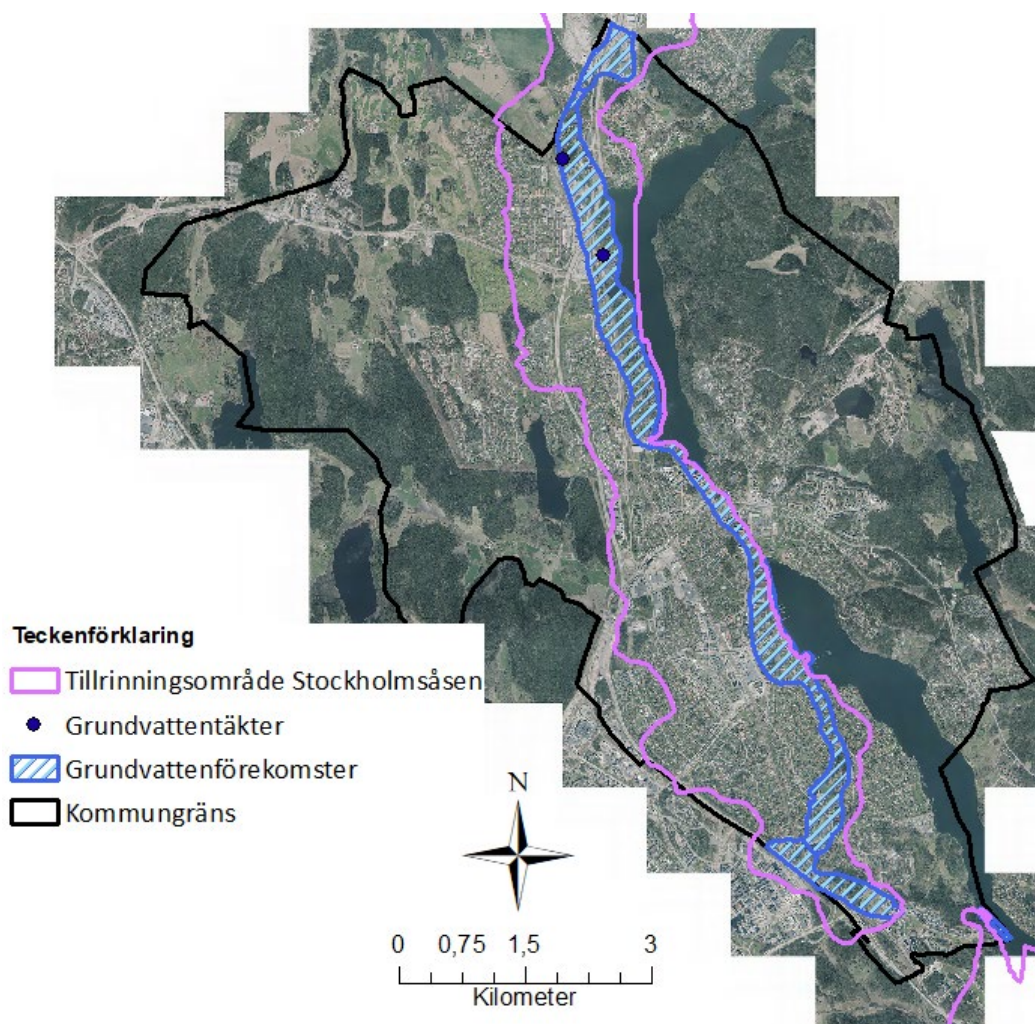 Teckenförklaring
Tillrinningsområde Stockholmsåsen
Grundvattentäkter
Grundvattenförekomster
Kommungräns
N
0 0,75 1,5 3
Kilometer